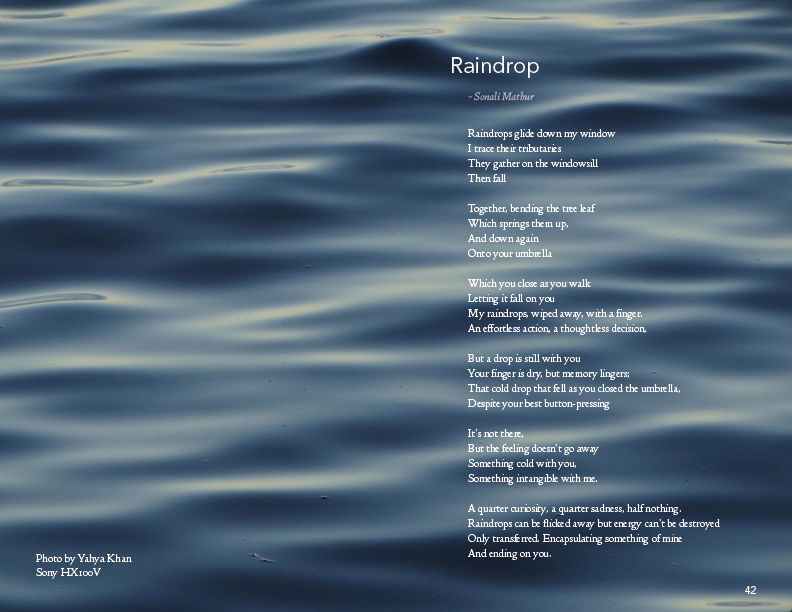 Raindrop
- Sonali Mathur
Raindrops glide down my window
I trace their tributaries
They gather on the windowsill
Then fall
Together, bending the tree leaf
Which springs them up,
And down again
Onto your umbrella
Which you close as you walk
Letting it fall on you
My raindrops, wiped away, with a finger.
An effortless action, a thoughtless decision,
But a drop is still with you
Your finger is dry, but memory lingers;
That cold drop that fell as you closed the umbrella,
Despite your best button-pressing
It's not there,
But the feeling doesn't go away
Something cold with you,
Something intangible with me.
A quarter curiosity, a quarter sadness, half nothing.
Raindrops can be flicked away but energy can't be destroyed
Only transferred. Encapsulating something of mine
And ending on you.
Photo by Yahya Khan
Sony HX100V
42